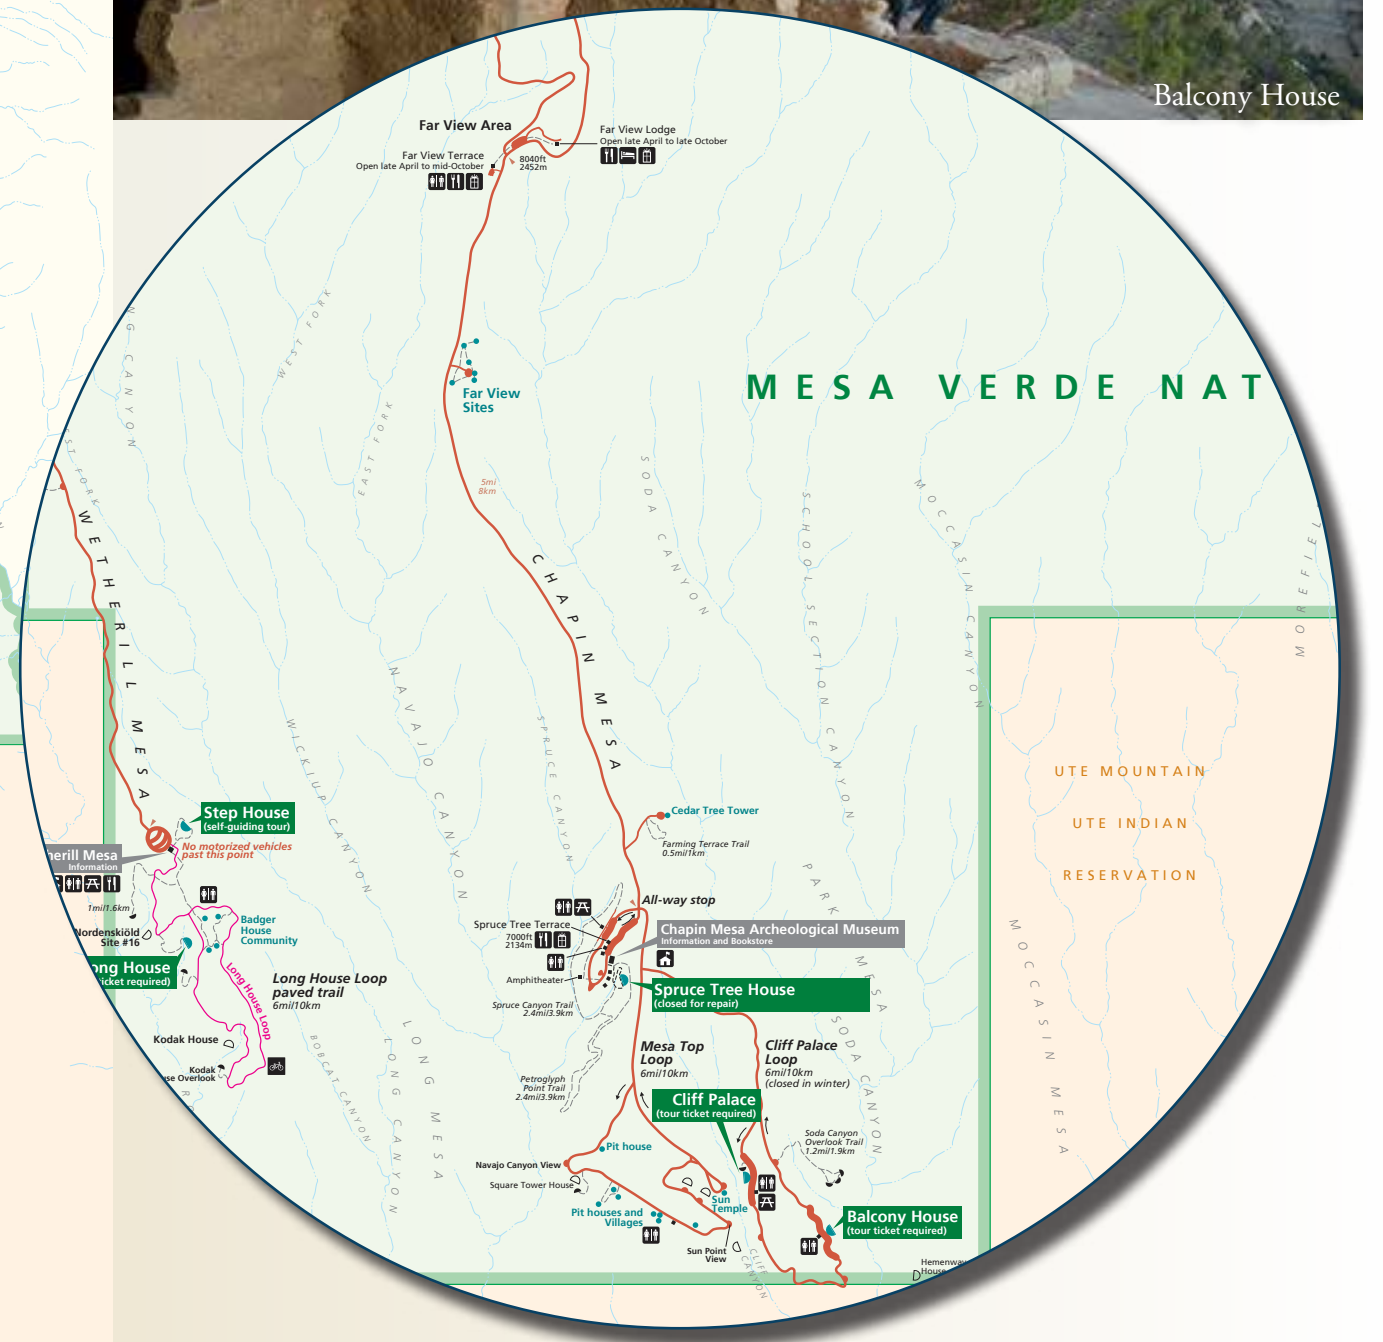 Balcony House
Far View Area
Far View Lodge
Open late April to late October
Far View Terrace
Open late April to mid-October
8040ft
2452m
NG CANYON
WEST FORK
EAST FORK
ST FORK
Far View
Sites
MESA VERDE NAT
5mi
8km
SODA CANYON
SCHOOL SECTION CANYON
MOCCASIN CANYON
MOREFIEL
WETHERILL MESA
CHAPIN MESA
NAVAJO CANYON
WICKIUP CANYON
SPRUCE CANYON
UTE MOUNTAIN
UTE INDIAN
RESERVATION
Step House
(self-guiding tour)
No motorized vehicles
past this point
herill Mesa
Information
1mi/1.6km
Nordenskiöld
Site #16
Badger
House
Community
ong House
icket required)
Long House Loop
Long House Loop
paved trail
6mi/10km
Kodak House
Kodak
se Overlook
BOBCAT CANYON
LONG CANYON
LONG MESA
Cedar Tree Tower
Farming Terrace Trail
0.5mi/1km
All-way stop
Spruce Tree Terrace
7000ft
2134m
Chapin Mesa Archeological Museum
Information and Bookstore
Amphitheater
Spruce Tree House
(closed for repair)
Spruce Canyon Trail
2.4mi/3.9km
PARK MESA
SODA CANYON
MOCCASIN MESA
Mesa Top
Loop
6mi/10km
Cliff Palace
Loop
6mi/10km
(closed in winter)
Petroglyph
Point Trail
2.4mi/3.9km
Cliff Palace
(tour ticket required)
Soda Canyon
Overlook Trail
1.2mi/1.9km
Pit house
Navajo Canyon View
Square Tower House
Pit houses and
Villages
Sun
Temple
Sun Point
View
CLIFF CANYON
Balcony House
(tour ticket required)
Hemenway
House